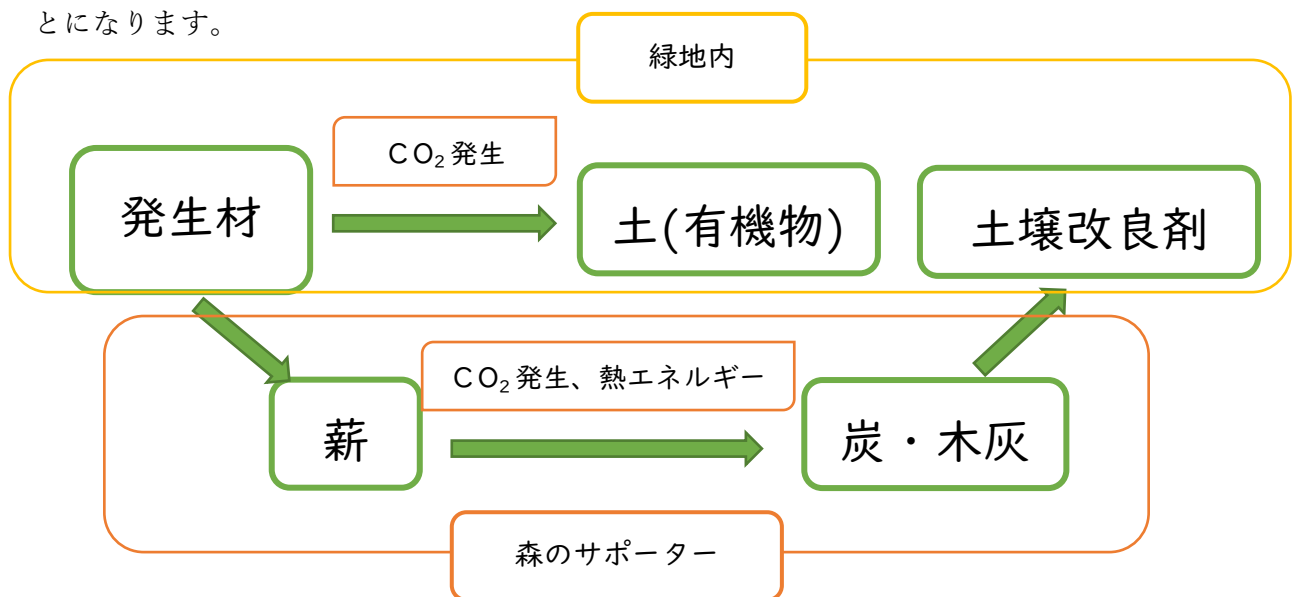 とになります。
緑地内
CO₂発生
発生材
土(有機物)
土壌改良剤
CO₂発生、熱エネルギー
薪
炭・木灰
森のサポーター